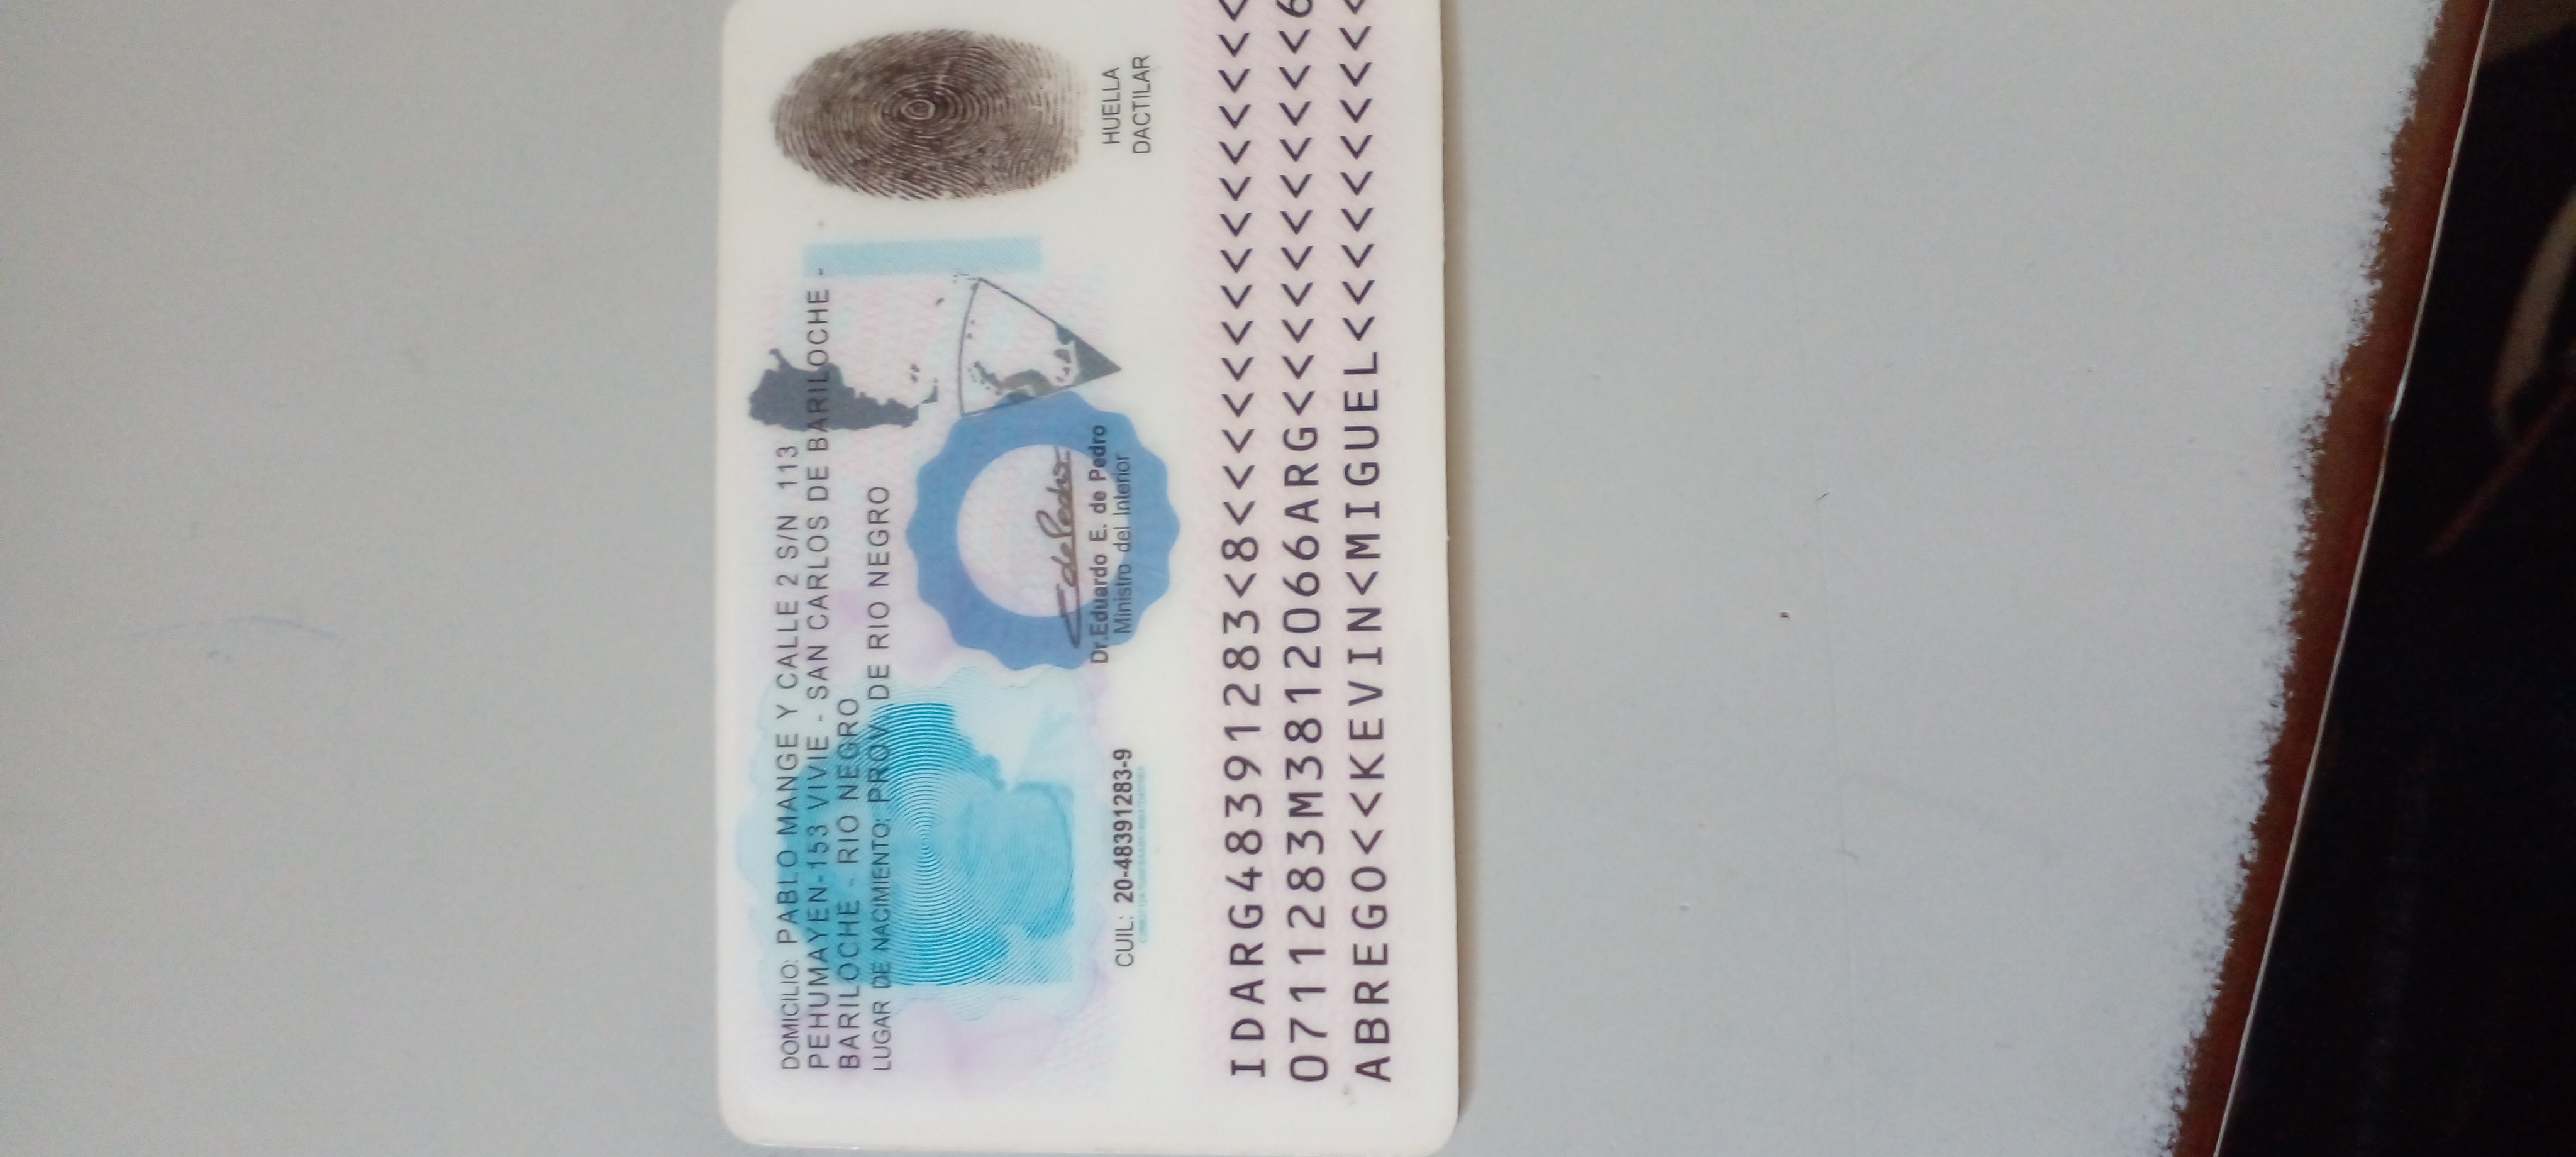 DOMICILIO: PABLO MANGE Y CALLE 2 S/N 113
PEHUMAYEN-153 VIVIE - SAN CARLOS DE BARILOCHE -
BARILOCHE - RIO NEGRO
LUGAR DE NACIMIENTO: PROV. DE RIO NEGRO
E de Pedro
Dr.Eduardo E. de Pedro
Ministro del Interior
CUIL: 20-48391283-9
HUELLA
DACTILAR
IDARG48391283<8<<<<<<<<<<<<<<<
0711283M3812066ARG<<<<<<<<<<<6
ABREGO<<KEVIN<MIGUEL<<<<<<<<<<